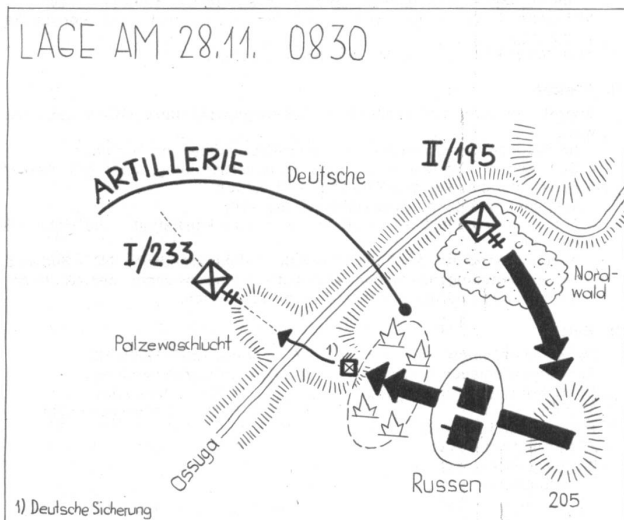 LAGE AM 28.11. 0830
II/195
ARTILLERIE
Deutsche
I/233
Nord-
wald
Palzewoschlucht
1)
Ossuga
Russen
205
1) Deutsche Sicherung